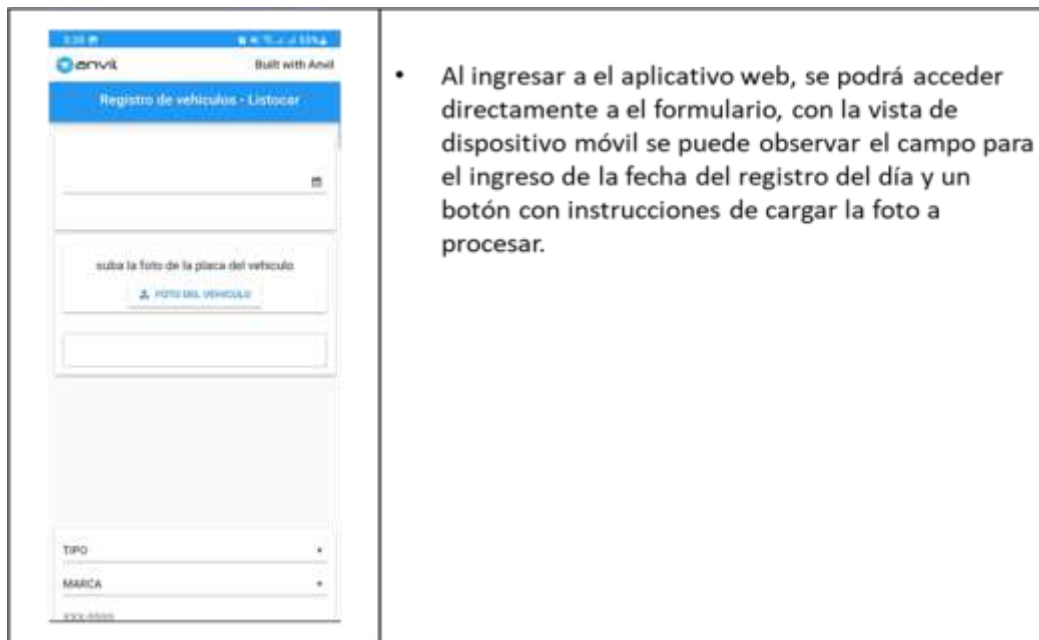 anvil
Built with Anvil
Registro de vehiculos - Listocar
suba la foto de la placa del vehiculo
FOTO DEL VEHICULO
TIPO
MARCA
• Al ingresar a el aplicativo web, se podrá acceder
directamente a el formulario, con la vista de
dispositivo móvil se puede observar el campo para
el ingreso de la fecha del registro del día y un
botón con instrucciones de cargar la foto a
procesar.